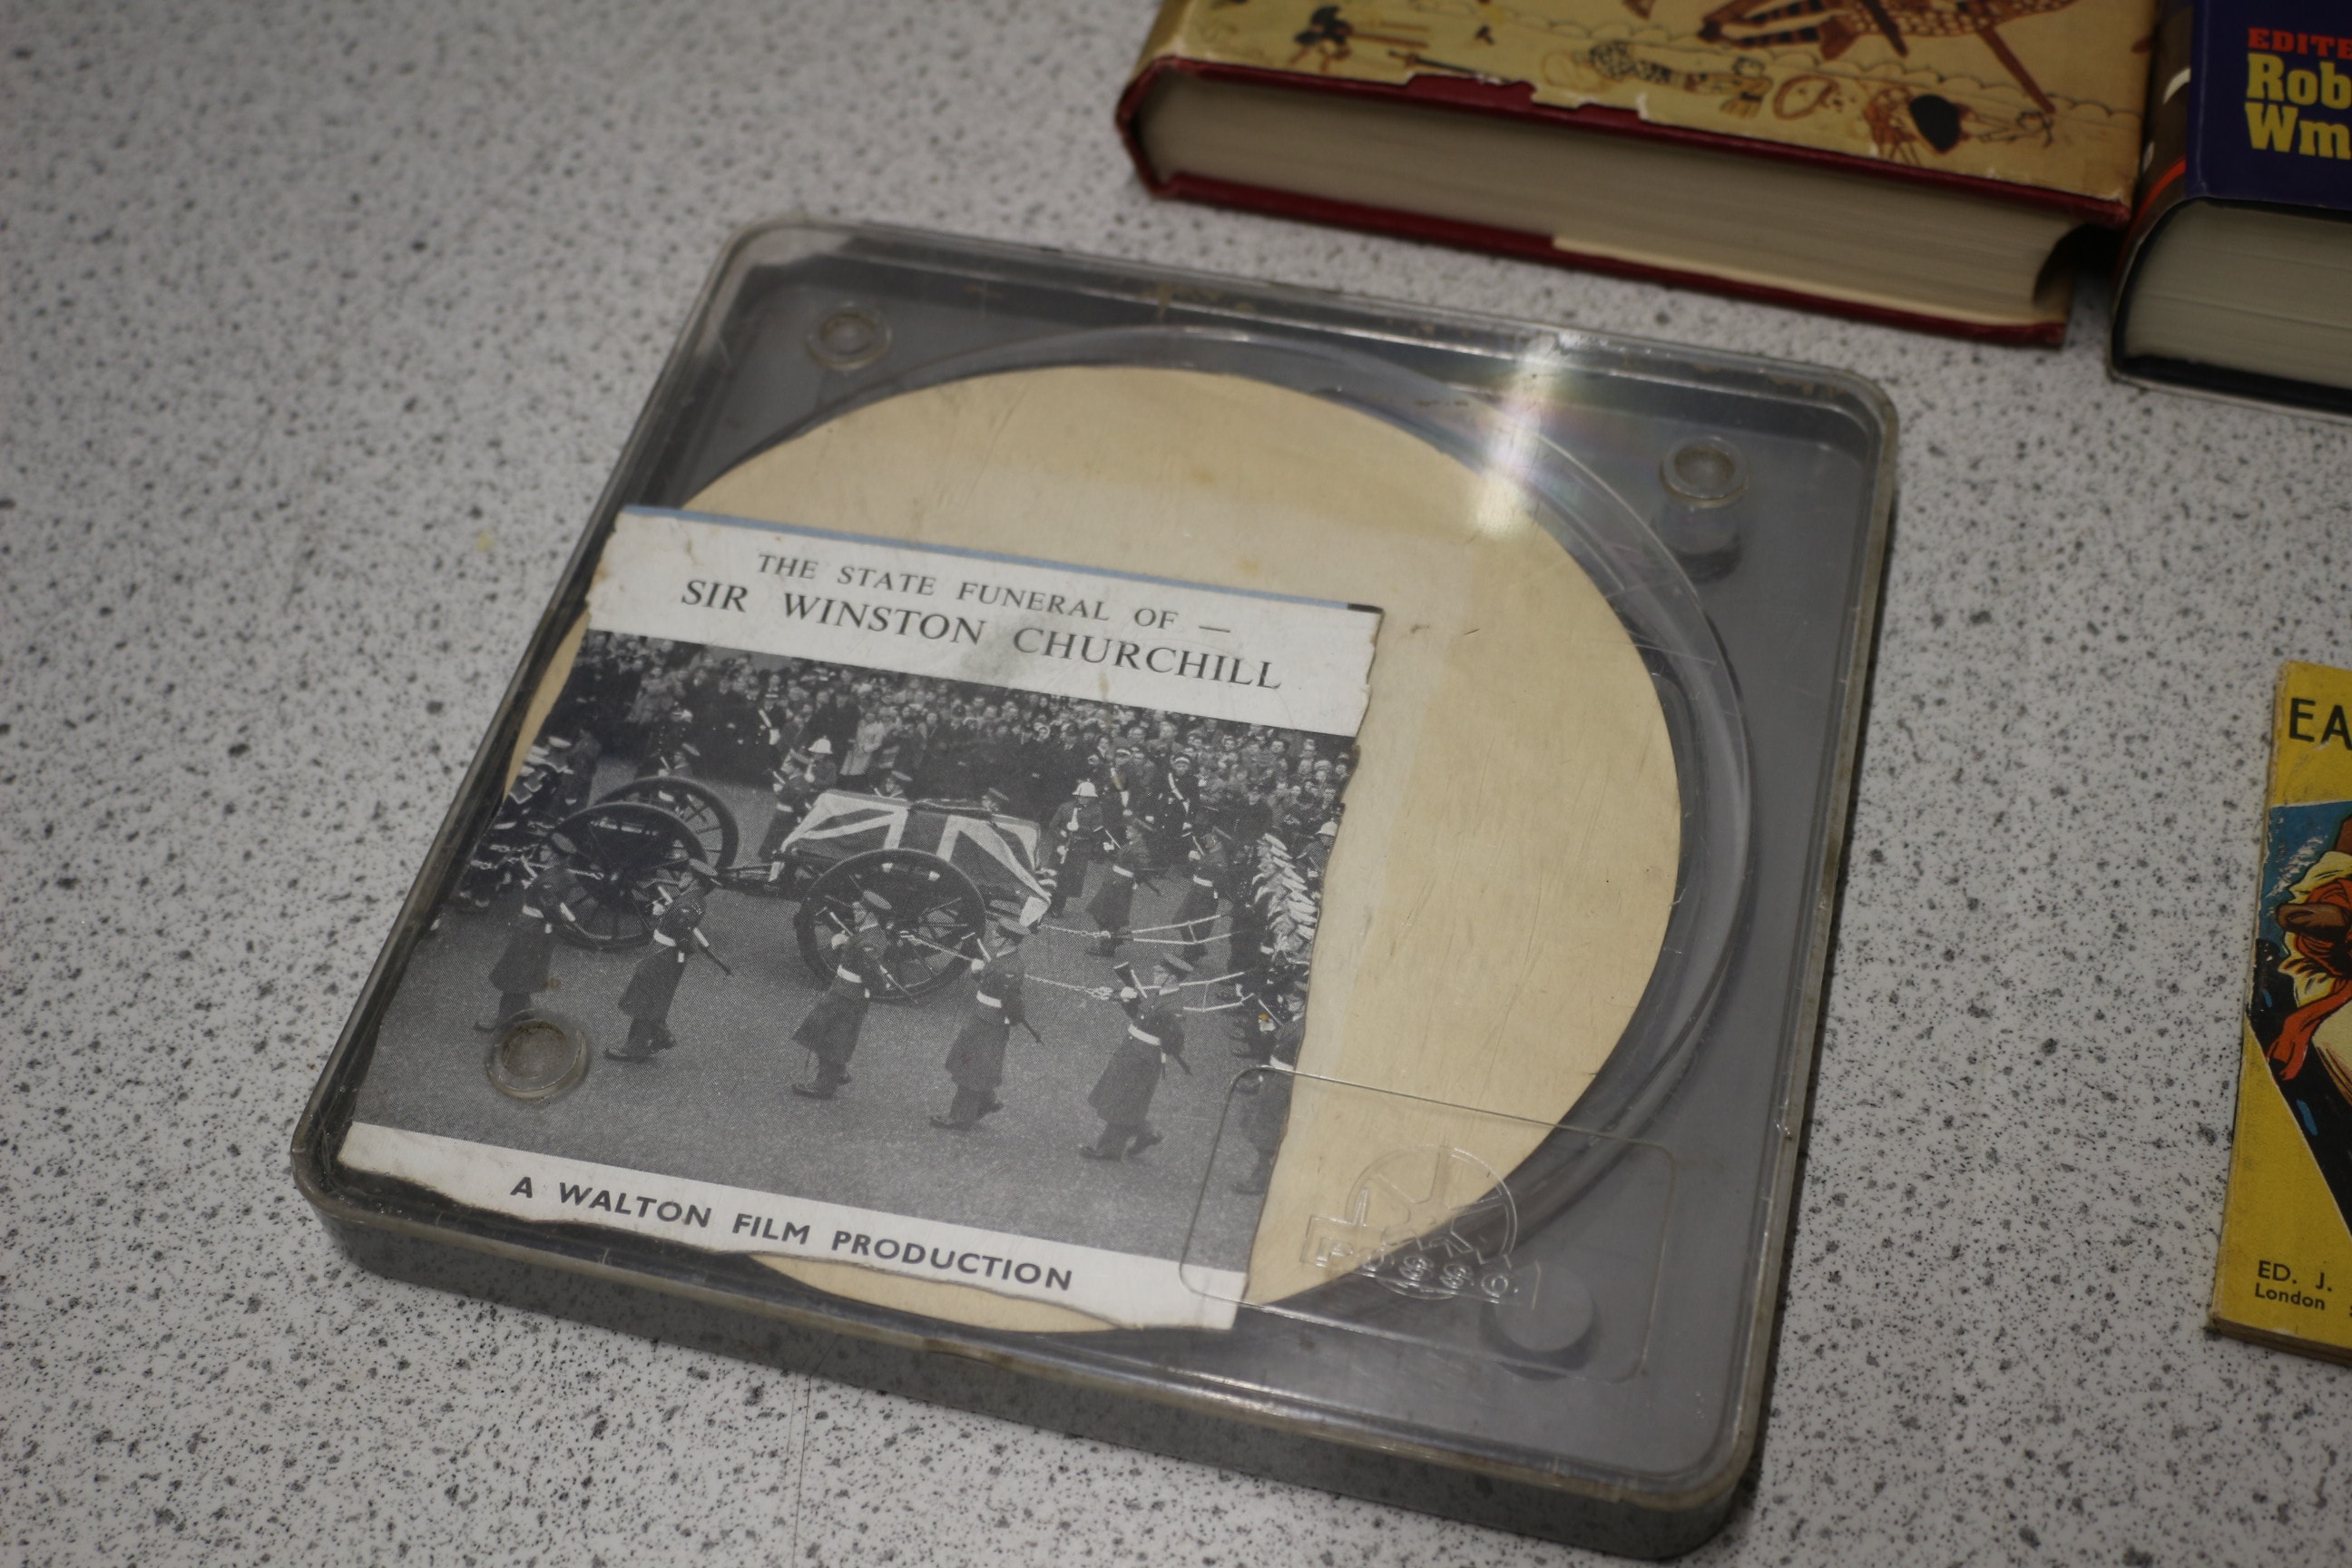 THE STATE FUNERAL OF —
SIR WINSTON CHURCHILL
A WALTON FILM PRODUCTION
EDITE
Rob
Wm
EA
ED. J.
London